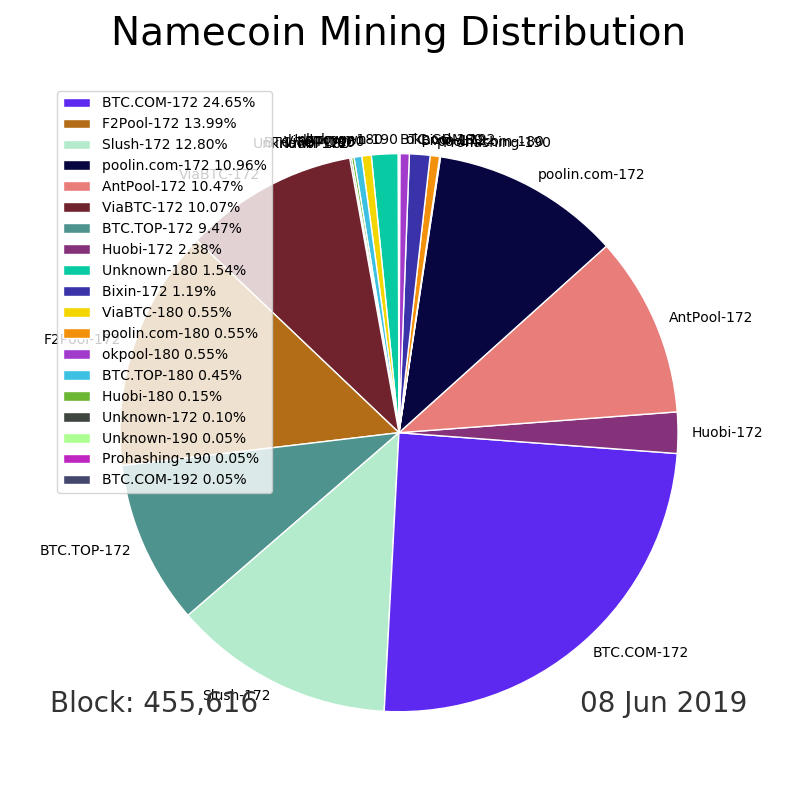 Namecoin Mining Distribution
BTC.COM-172 24.65%
F2Pool-172 13.99%
Slush-172 12.80%
poolin.com-172 10.96%
AntPool-172 10.47%
ViaBTC-172 10.07%
BTC.TOP-172 9.47%
Huobi-172 2.38%
Unknown-180 1.54%
Bixin-172 1.19%
ViaBTC-180 0.55%
poolin.com-180 0.55%
okpool-180 0.55%
BTC.TOP-180 0.45%
Huobi-180 0.15%
Unknown-172 0.10%
Unknown-190 0.05%
Prohashing-190 0.05%
BTC.COM-192 0.05%
ViaBTC-172
poolin.com-172
AntPool-172
F2Pool-172
Huobi-172
BTC.TOP-172
BTC.COM-172
Slush-172
Block: 455,616
08 Jun 2019